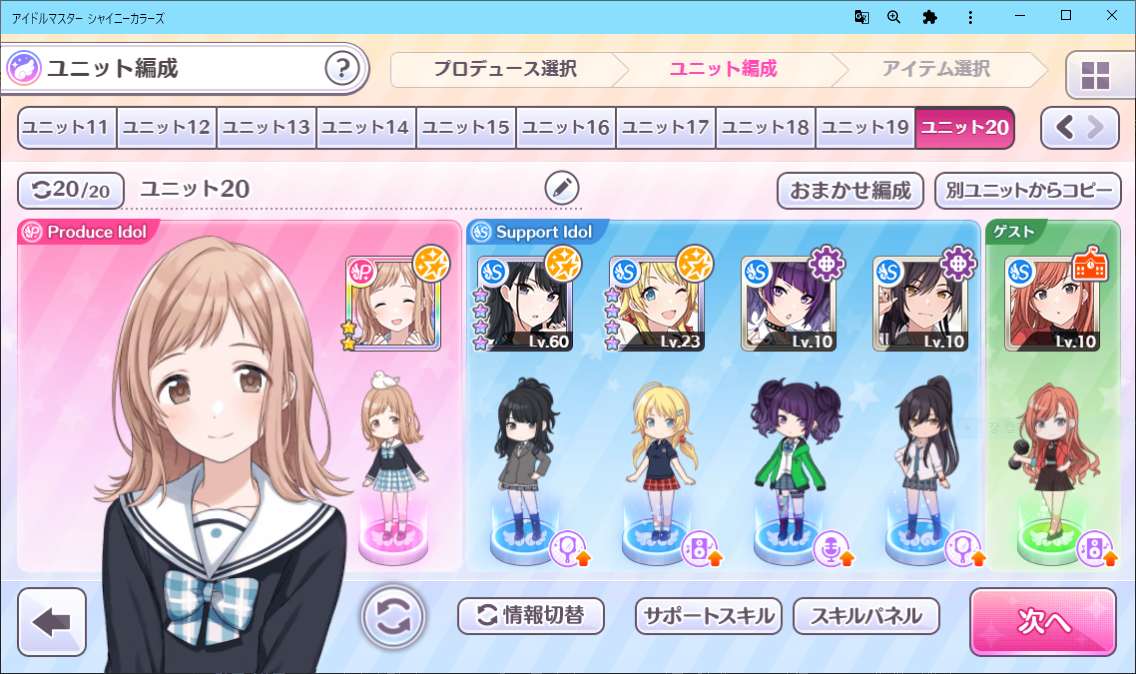 アイドルマスター シャイニーカラーズ
ユニット編成
?
プロデュース選択
ユニット編成
アイテム選択
ユニット11
ユニット12
ユニット13
ユニット14
ユニット15
ユニット16
ユニット17
ユニット18
ユニット19
ユニット20
20/20
ユニット20
おまかせ編成
別ユニットからコピー
P Produce Idol
S Support Idol
ゲスト
P
S
S
S
S
S
Lv.60
Lv.23
Lv.10
Lv.10
Lv.10
情報切替
サポートスキル
スキルパネル
次へ